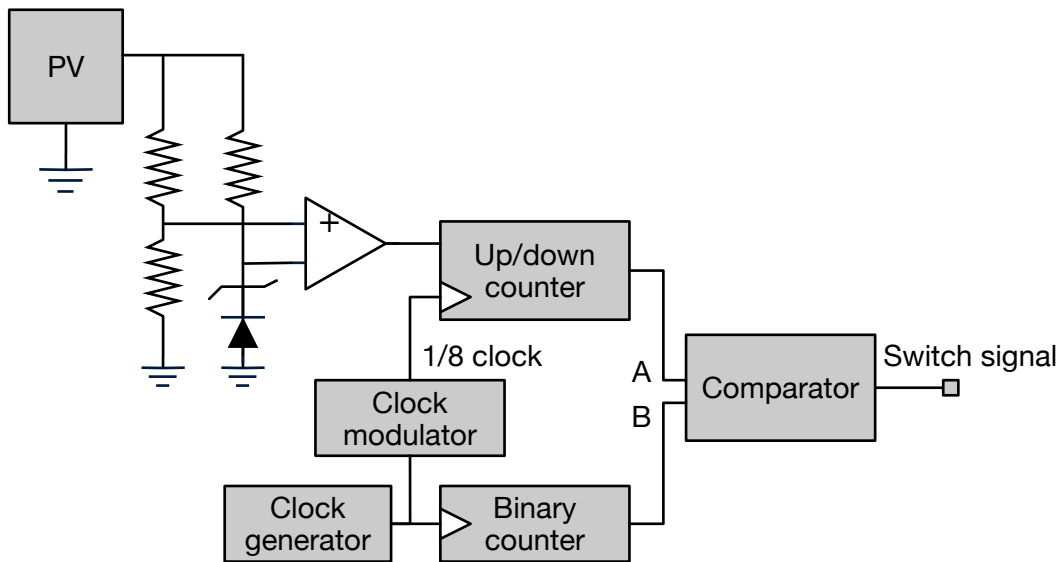 PV
+
Up/down
counter
1/8 clock
Clock
modulator
Clock
generator
Binary
counter
A
B
Comparator
Switch signal